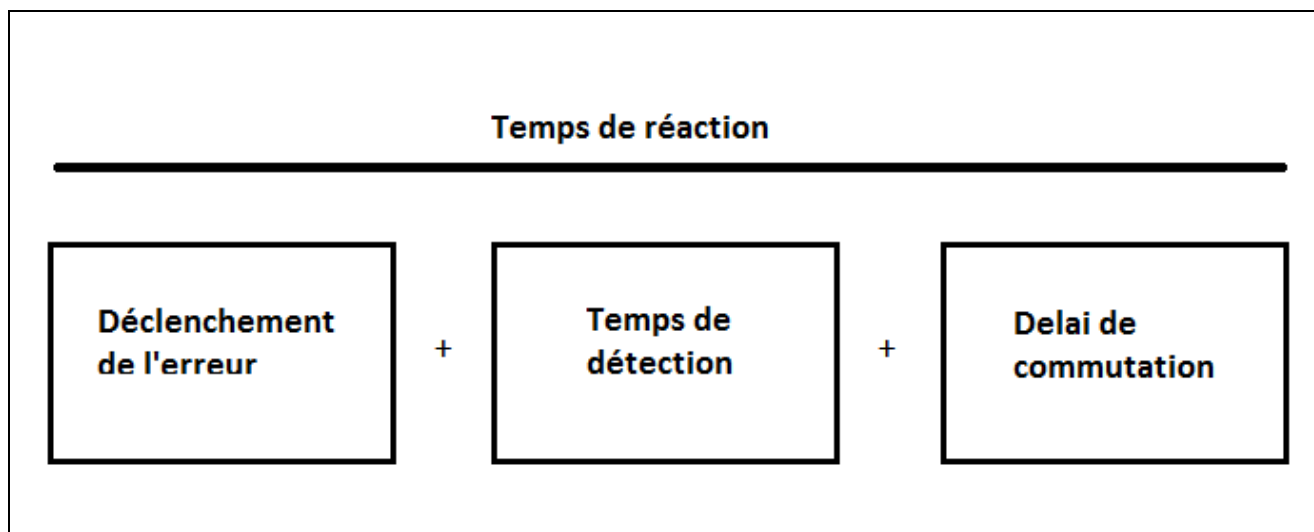 Temps de réaction
Déclenchement
de l'erreur
+
Temps de
détection
+
Delai de
commutation